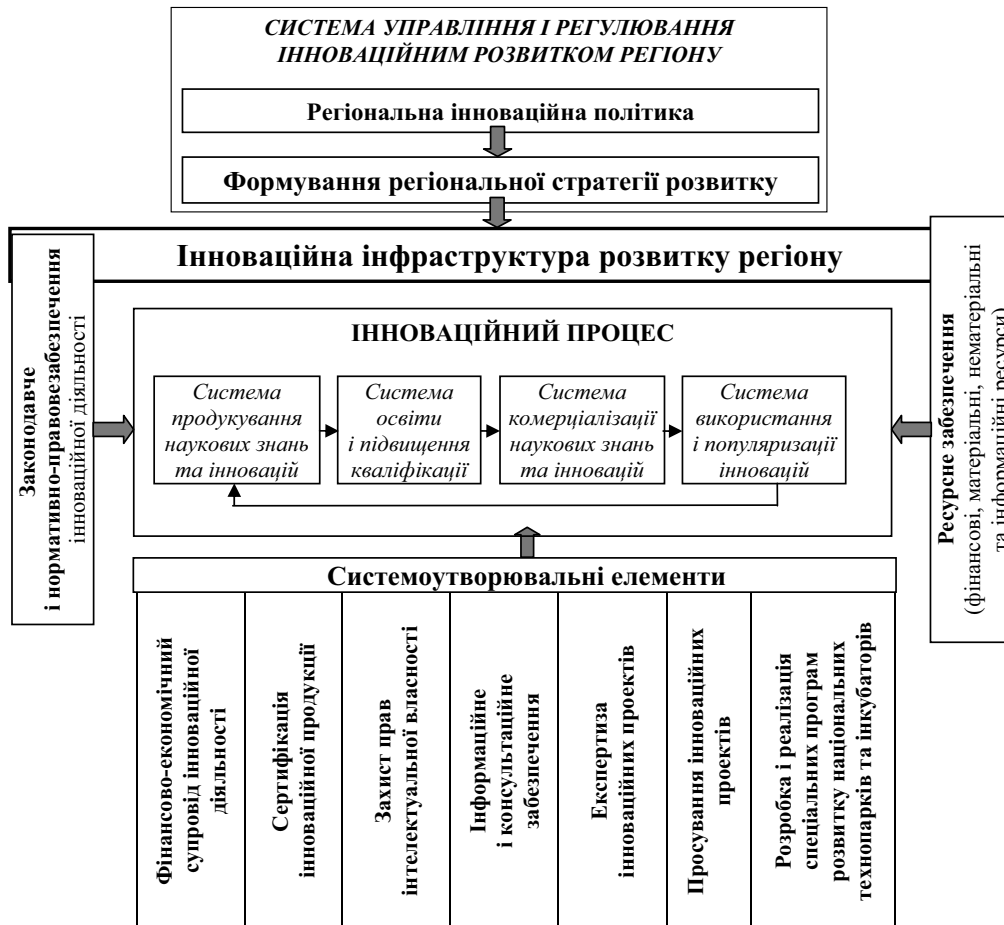 СИСТЕМА УПРАВЛІННЯ І РЕГУЛЮВАННЯ
ІННОВАЦІЙНИМ РОЗВИТКОМ РЕГІОНУ
Регіональна інноваційна політика
Формування регіональної стратегії розвитку
Інноваційна інфраструктура розвитку регіону
Законодавче
і нормативно-правовезабезпечення
інноваційної діяльності
ІННОВАЦІЙНИЙ ПРОЦЕС
Система
продукування
наукових знань
та інновацій
Система
освіти
і підвищення
кваліфікації
Система
комерціалізації
наукових знань
та інновацій
Система
використання
і популяризації
інновацій
Ресурсне забезпечення
(фінансові, матеріальні, нематеріальні
та інформаційні ресурси)
Системоутворювальні елементи
Фінансово-економічний
супровід інноваційної
діяльності
Сертифікація
інноваційної продукції
Захист прав
інтелектуальної власності
Інформаційне
і консультаційне
забезпечення
Експертиза
інноваційних проектів
Просування інноваційних
проектів
Розробка і реалізація
спеціальних програм
розвитку національних
технопарків та інкубаторів